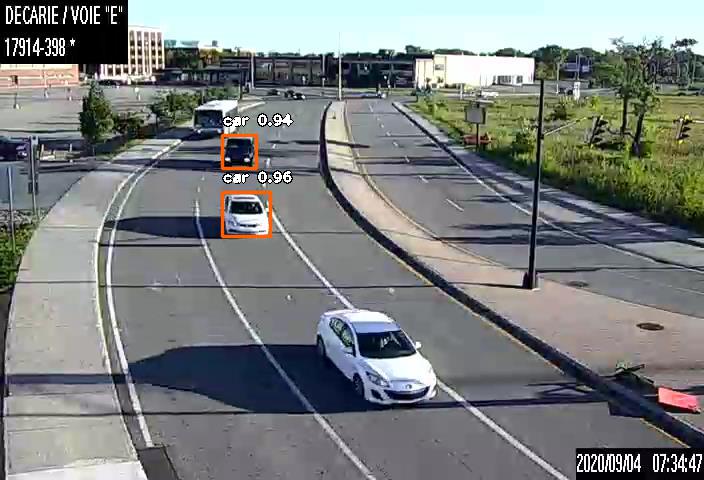 DECARIE / VOIE "E"
17914-398 *
car 0.94
car 0.96
2020/09/04 07:34:47